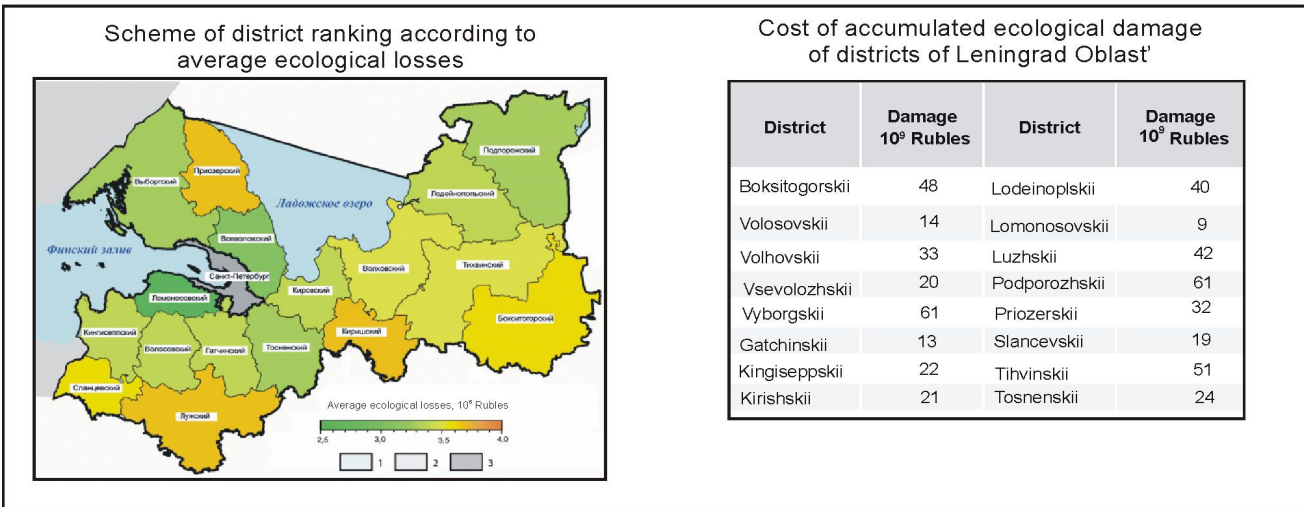 Scheme of district ranking according to
average ecological losses
Подпорожский
Приозерский
Выборгский
Лодейнопольский
Ладожское озеро
Всеволожский
Финский залив
Санкт-Петербург
Волховский
Тихвинский
Кировский
Ломоносовский
Бокситогорский
Кингисеппский
Киришский
Волосовский
Гатчинский
Тосненский
Сланцевский
Лужский
Average ecological losses, 10⁶ Rubles
2,5 3,0 3,5 4,0
1 2 3
Cost of accumulated ecological damage
of districts of Leningrad Oblast'
District Damage 10⁹ Rubles District Damage 10⁹ Rubles
Boksitogorskii 48 Lodeinoplskii 40
Volosovskii 14 Lomonosovskii 9
Volhovskii 33 Luzhskii 42
Vsevolozhskii 20 Podporozhskii 61
Vyborgskii 61 Priozerskii 32
Gatchinskii 13 Slancevskii 19
Kingiseppskii 22 Tihvinskii 51
Kirishskii 21 Tosnenskii 24